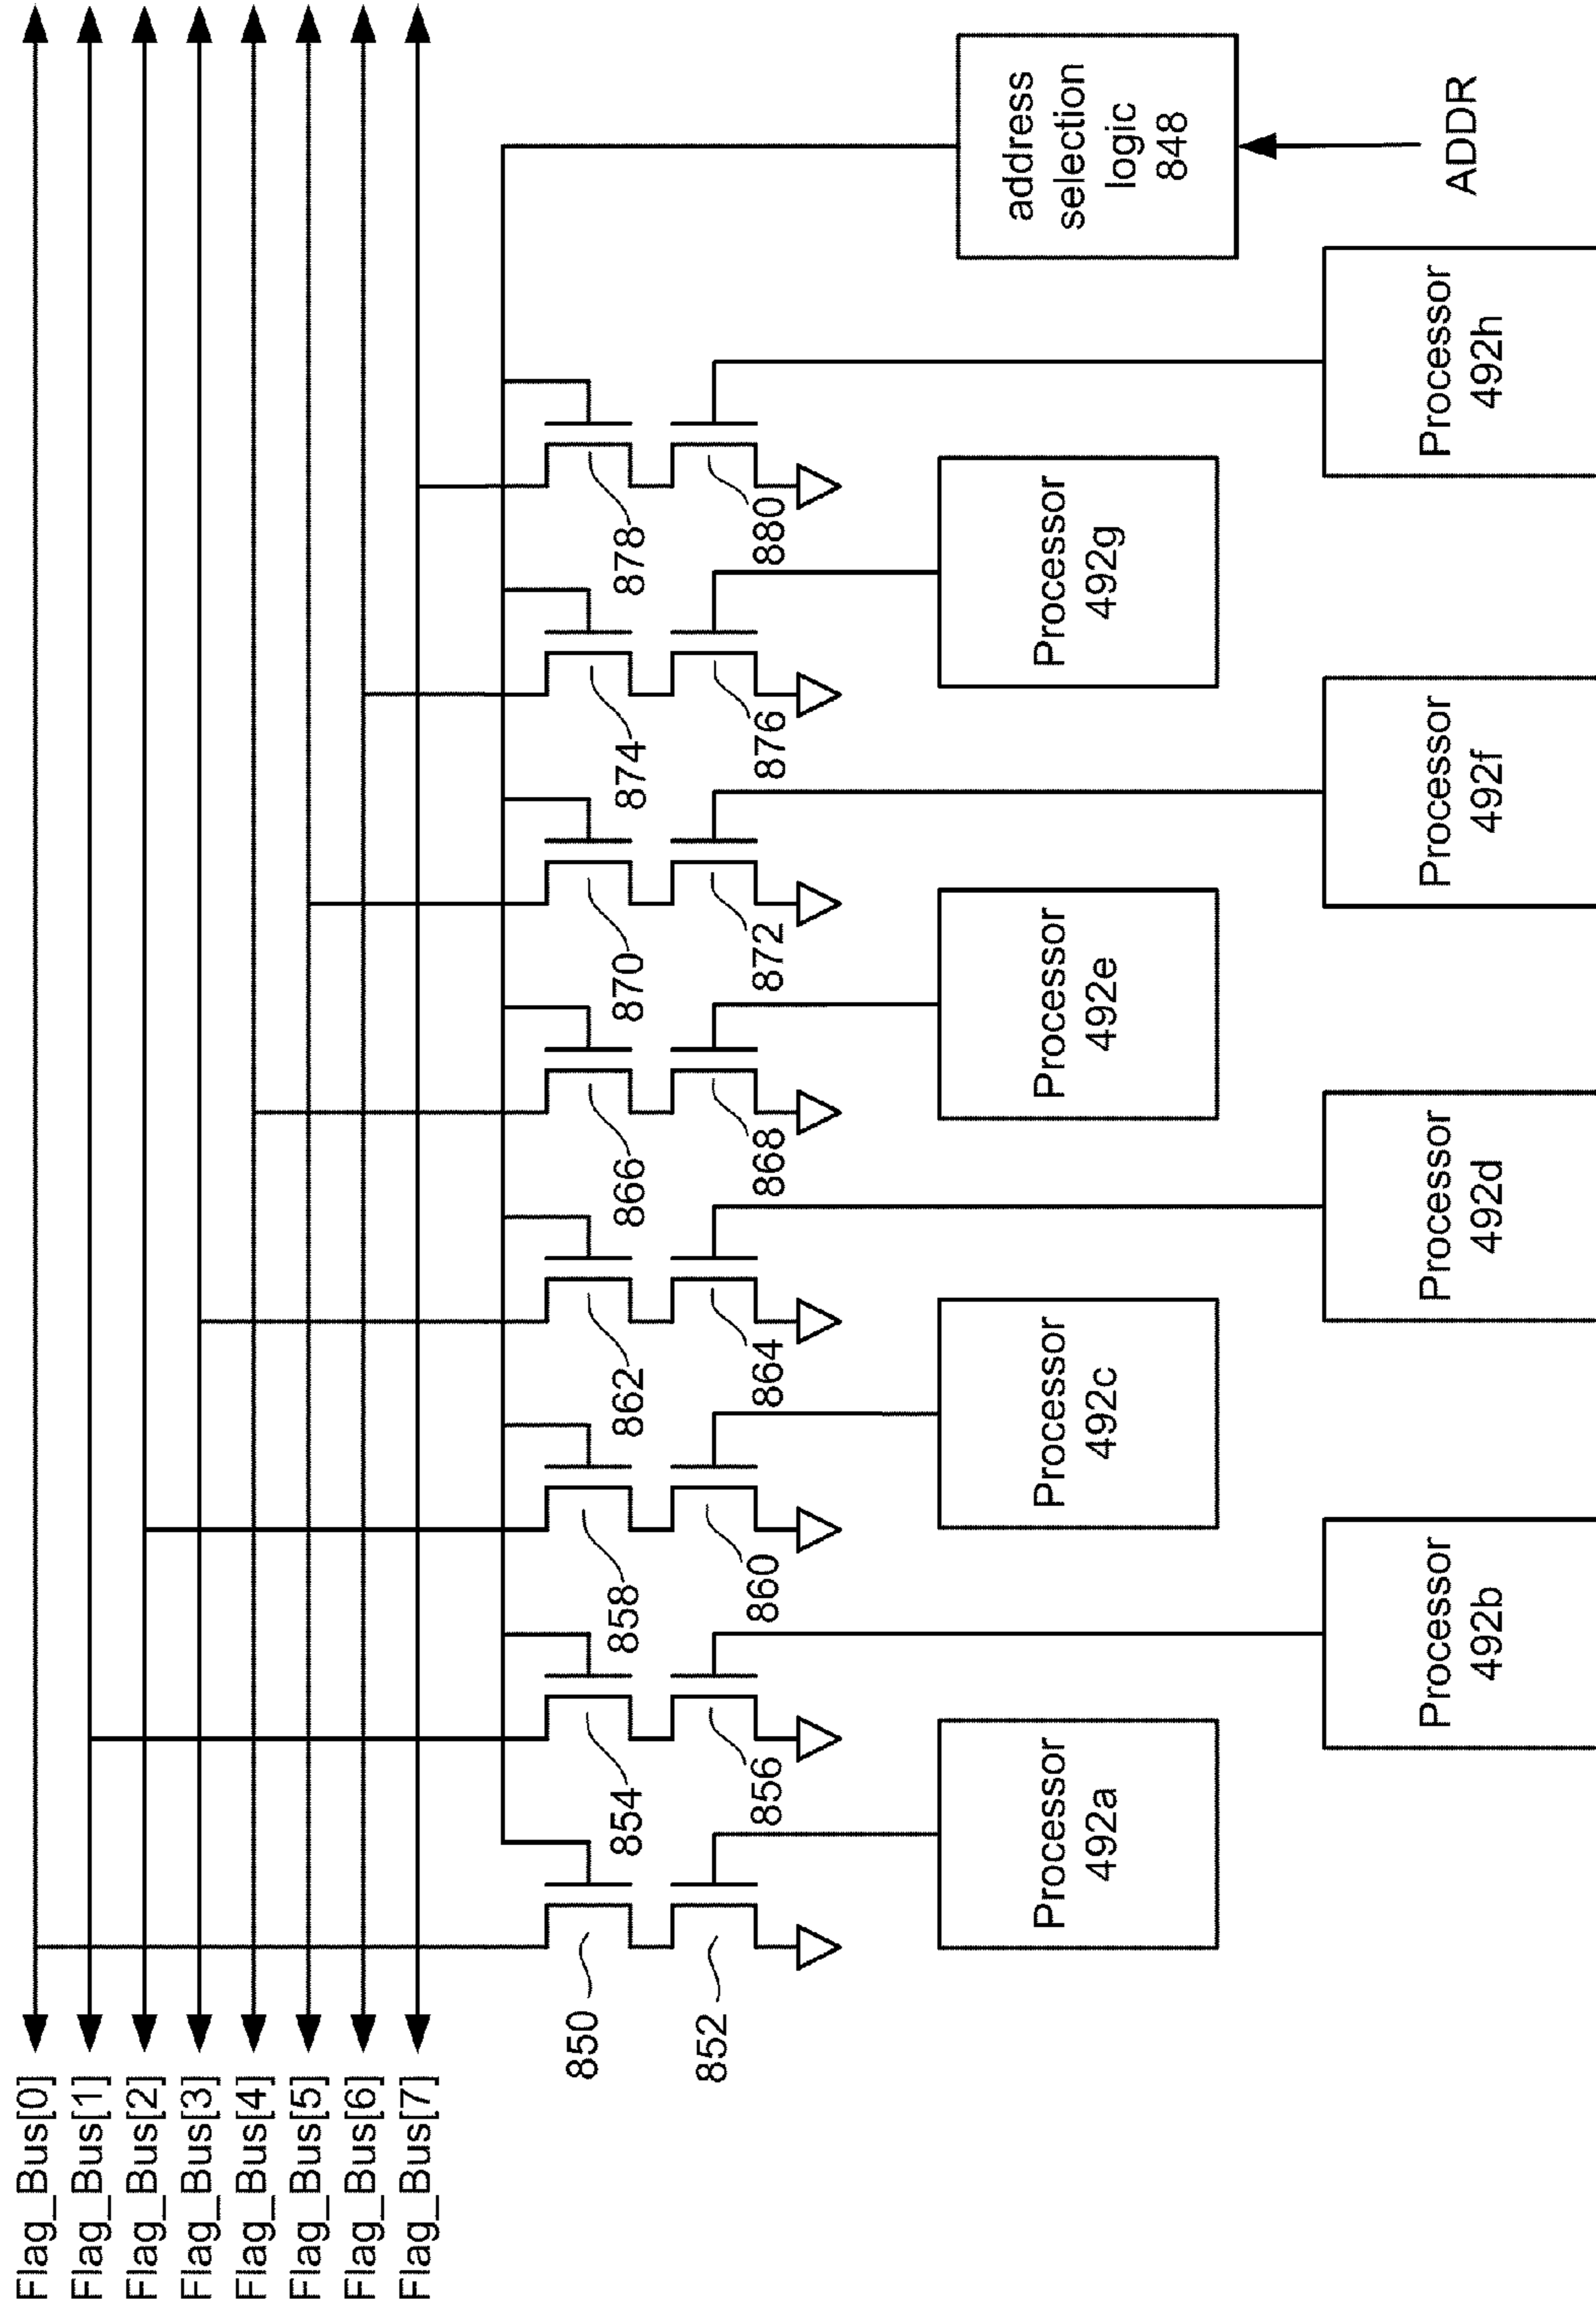 Flag_Bus[0]
Flag_Bus[1]
Flag_Bus[2]
Flag_Bus[3]
Flag_Bus[4]
Flag_Bus[5]
Flag_Bus[6]
Flag_Bus[7]
850
852
854
856
858
860
862
864
866
868
870
872
874
876
878
880
address
selection
logic
848
ADDR
Processor
492a
Processor
492b
Processor
492c
Processor
492d
Processor
492e
Processor
492f
Processor
492g
Processor
492h